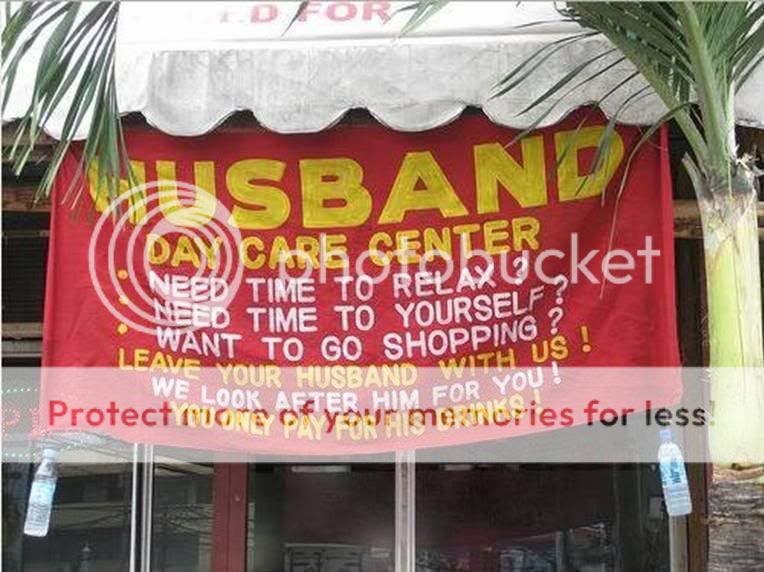 ED FOR
HUSBAND
DAY CARE CENTER
• NEED TIME TO RELAX?
• NEED TIME TO YOURSELF?
• WANT TO GO SHOPPING?
LEAVE YOUR HUSBAND WITH US!
WE LOOK AFTER HIM FOR YOU!
YOU ONLY PAY FOR HIS DRINKS!
photobucket
Protect more of your memories for less!